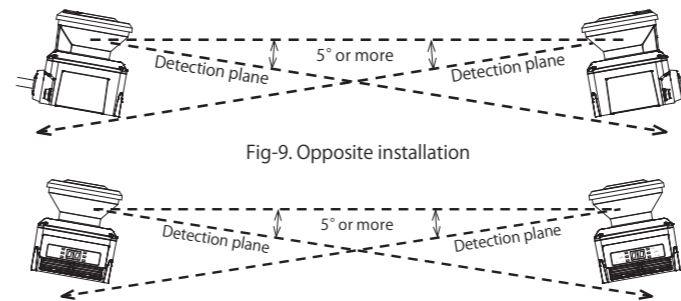 5° or more
Detection plane
Detection plane
Fig-9. Opposite installation
5° or more
Detection plane
Detection plane